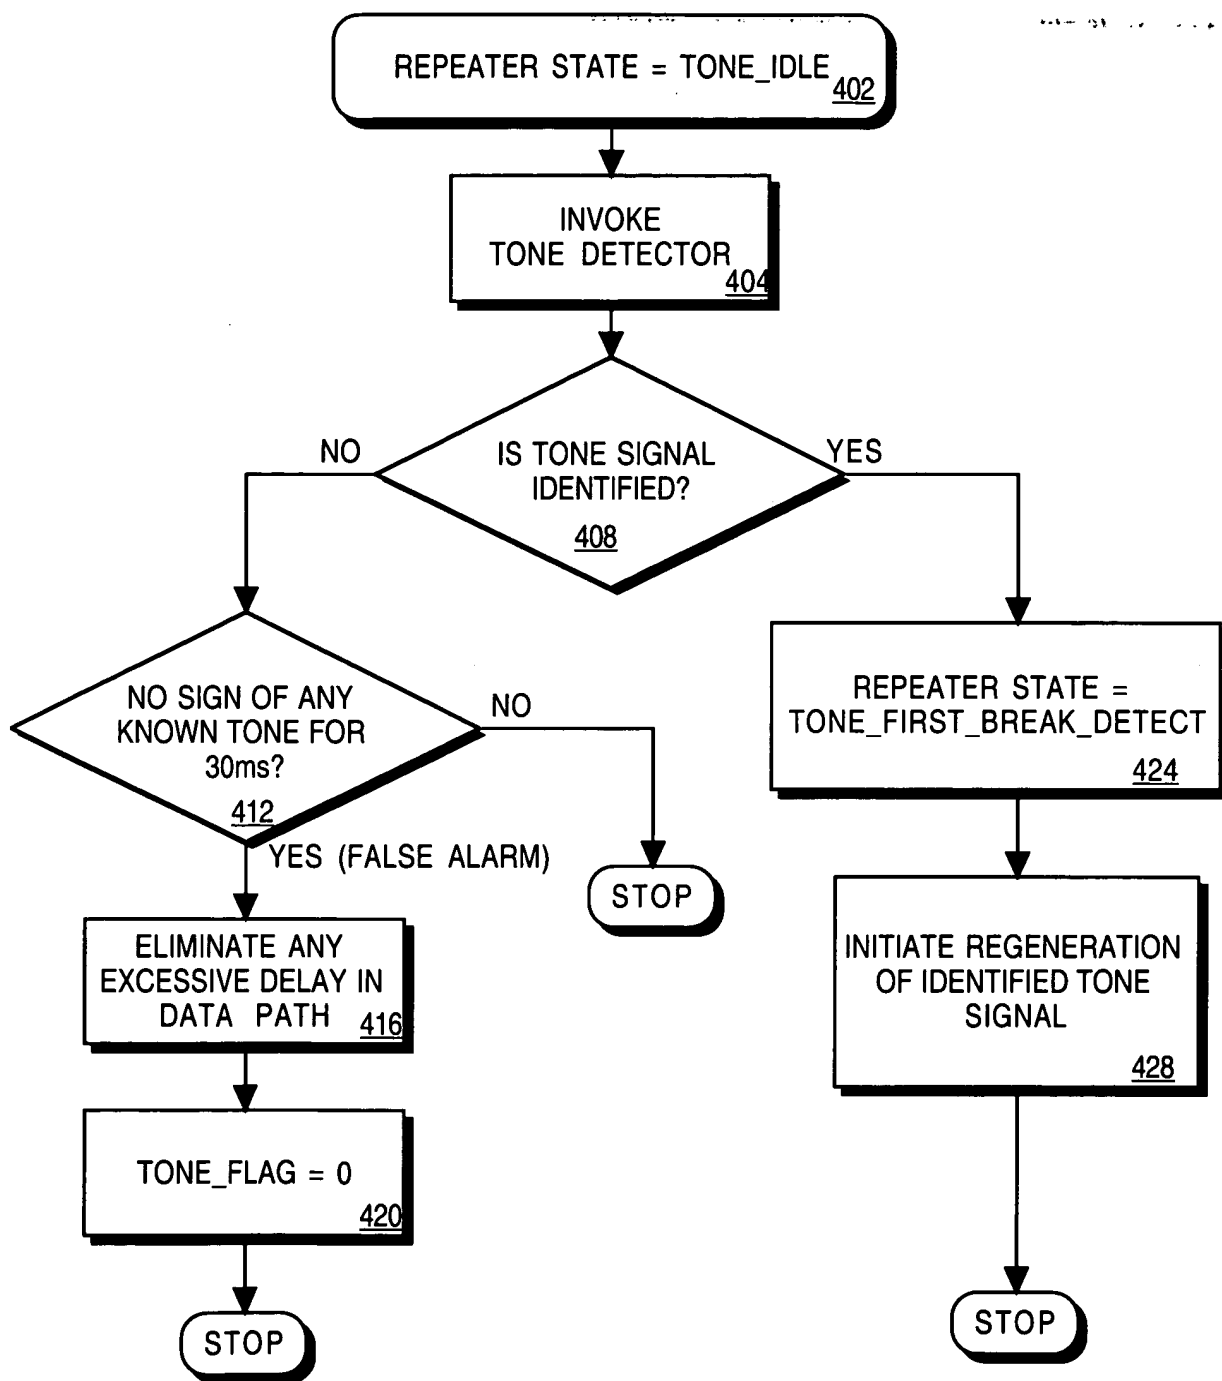 REPEATER STATE = TONE_IDLE
402
INVOKE
TONE DETECTOR
404
NO
IS TONE SIGNAL
IDENTIFIED?
408
YES
NO SIGN OF ANY
KNOWN TONE FOR
30ms?
412
NO
YES (FALSE ALARM)
STOP
REPEATER STATE =
TONE_FIRST_BREAK_DETECT
424
ELIMINATE ANY
EXCESSIVE DELAY IN
DATA PATH
416
INITIATE REGENERATION
OF IDENTIFIED TONE
SIGNAL
428
TONE_FLAG = 0
420
STOP
STOP